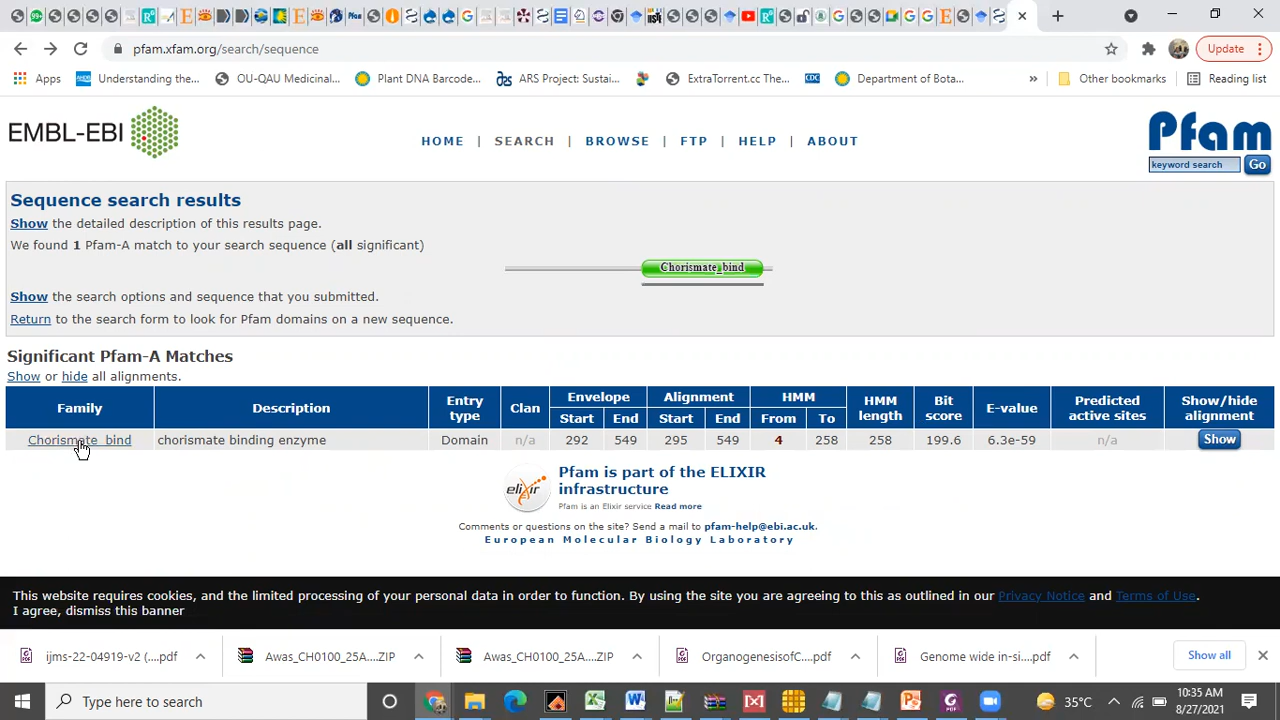 pfam.xfam.org/search/sequence
Update
Apps
Understanding the...
OU-QAU Medicinal...
Plant DNA Barcode...
ARS Project: Sustai...
ExtraTorrent.cc The...
CDC
Department of Bota...
»
Other bookmarks
Reading list
EMBL-EBI
HOME | SEARCH | BROWSE | FTP | HELP | ABOUT
Pfam
keyword search Go
Sequence search results
Show the detailed description of this results page.
We found 1 Pfam-A match to your search sequence (all significant)
Chorismate_bind
Show the search options and sequence that you submitted.
Return to the search form to look for Pfam domains on a new sequence.
Significant Pfam-A Matches
Show or hide all alignments.
Family Description Entry type Clan Envelope Alignment HMM HMM length Bit score E-value Predicted active sites Show/hide alignment
Start End Start End From To
Chorismate_bind chorismate binding enzyme Domain n/a 292 549 295 549 4 258 258 199.6 6.3e-59 n/a Show
elixir
Pfam is part of the ELIXIR
infrastructure
Pfam is an Elixir service Read more
Comments or questions on the site? Send a mail to pfam-help@ebi.ac.uk.
European Molecular Biology Laboratory
This website requires cookies, and the limited processing of your personal data in order to function. By using the site you are agreeing to this as outlined in our Privacy Notice and Terms of Use.
I agree, dismiss this banner
ijms-22-04919-v2 (....pdf
Awas_CH0100_25A....ZIP
Awas_CH0100_25A....ZIP
OrganogenesisofC....pdf
Genome wide in-si....pdf
Show all
Type here to search
35°C
10:35 AM
8/27/2021